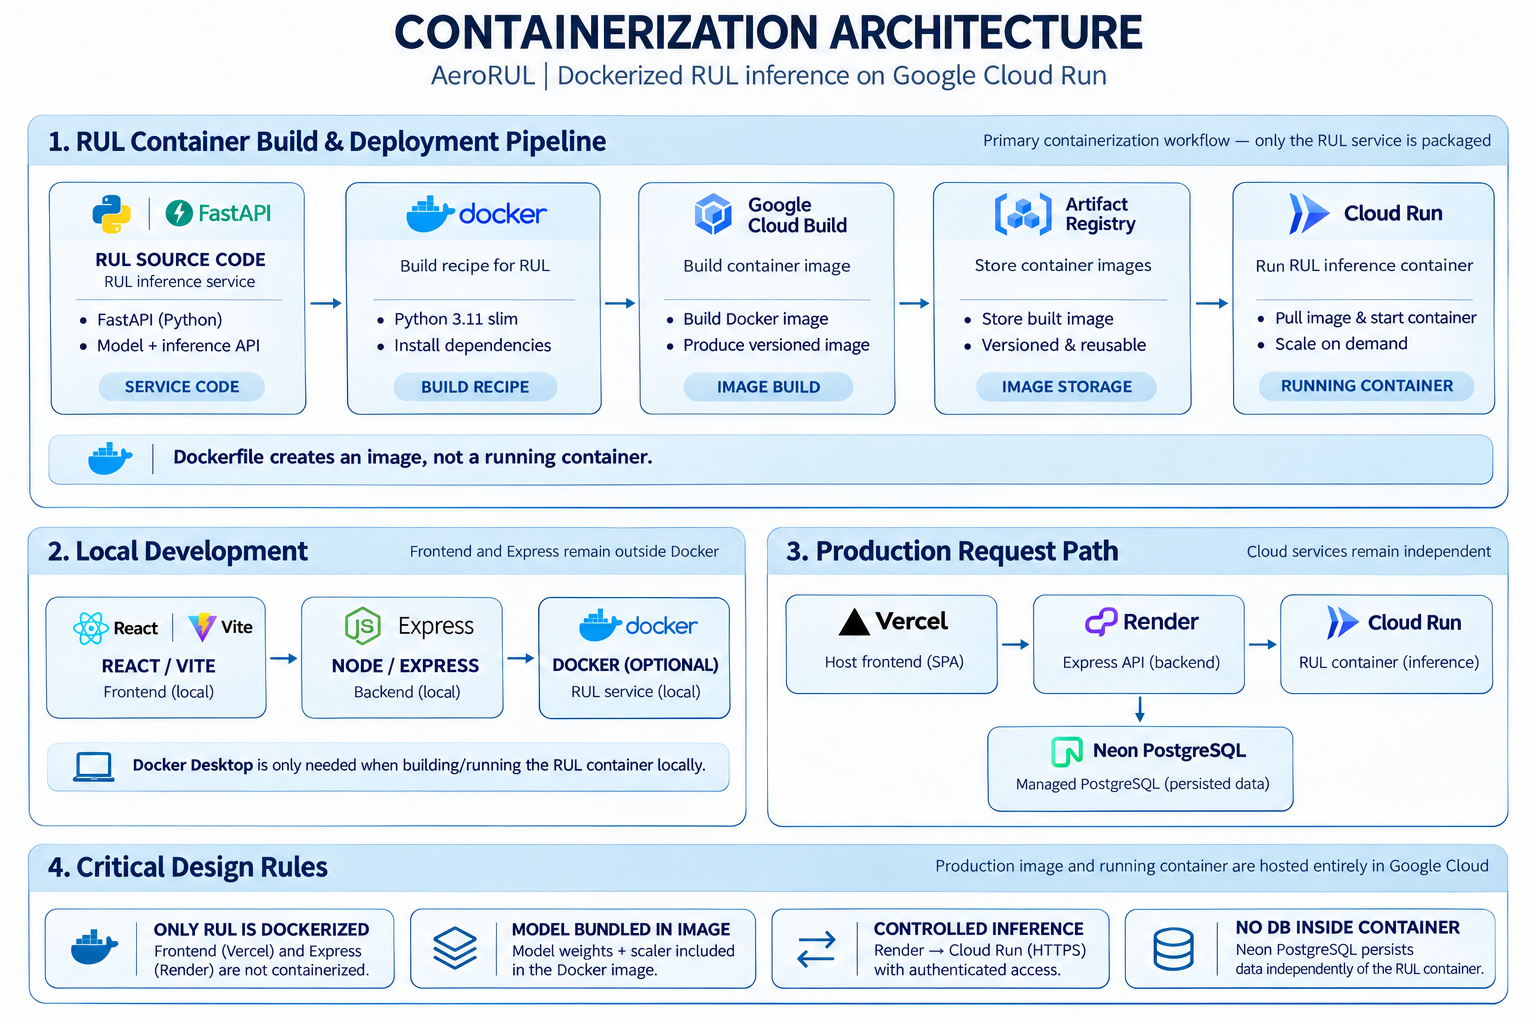 CONTAINERIZATION ARCHITECTURE
AeroRUL | Dockerized RUL inference on Google Cloud Run
1. RUL Container Build & Deployment Pipeline
Primary containerization workflow — only the RUL service is packaged
FastAPI
RUL SOURCE CODE
RUL inference service
• FastAPI (Python)
• Model + inference API
SERVICE CODE
docker
Build recipe for RUL
• Python 3.11 slim
• Install dependencies
BUILD RECIPE
Google
Cloud Build
Build container image
• Build Docker image
• Produce versioned image
IMAGE BUILD
Artifact
Registry
Store container images
• Store built image
• Versioned & reusable
IMAGE STORAGE
Cloud Run
Run RUL inference container
• Pull image & start container
• Scale on demand
RUNNING CONTAINER
Dockerfile creates an image, not a running container.
2. Local Development
Frontend and Express remain outside Docker
React | Vite
REACT / VITE
Frontend (local)
JS Express
NODE / EXPRESS
Backend (local)
docker
DOCKER (OPTIONAL)
RUL service (local)
Docker Desktop is only needed when building/running the RUL container locally.
3. Production Request Path
Cloud services remain independent
Vercel
Host frontend (SPA)
Render
Express API (backend)
Cloud Run
RUL container (inference)
Neon PostgreSQL
Managed PostgreSQL (persisted data)
4. Critical Design Rules
Production image and running container are hosted entirely in Google Cloud
ONLY RUL IS DOCKERIZED
Frontend (Vercel) and Express
(Render) are not containerized.
MODEL BUNDLED IN IMAGE
Model weights + scaler included
in the Docker image.
CONTROLLED INFERENCE
Render → Cloud Run (HTTPS)
with authenticated access.
NO DB INSIDE CONTAINER
Neon PostgreSQL persists
data independently of the RUL container.